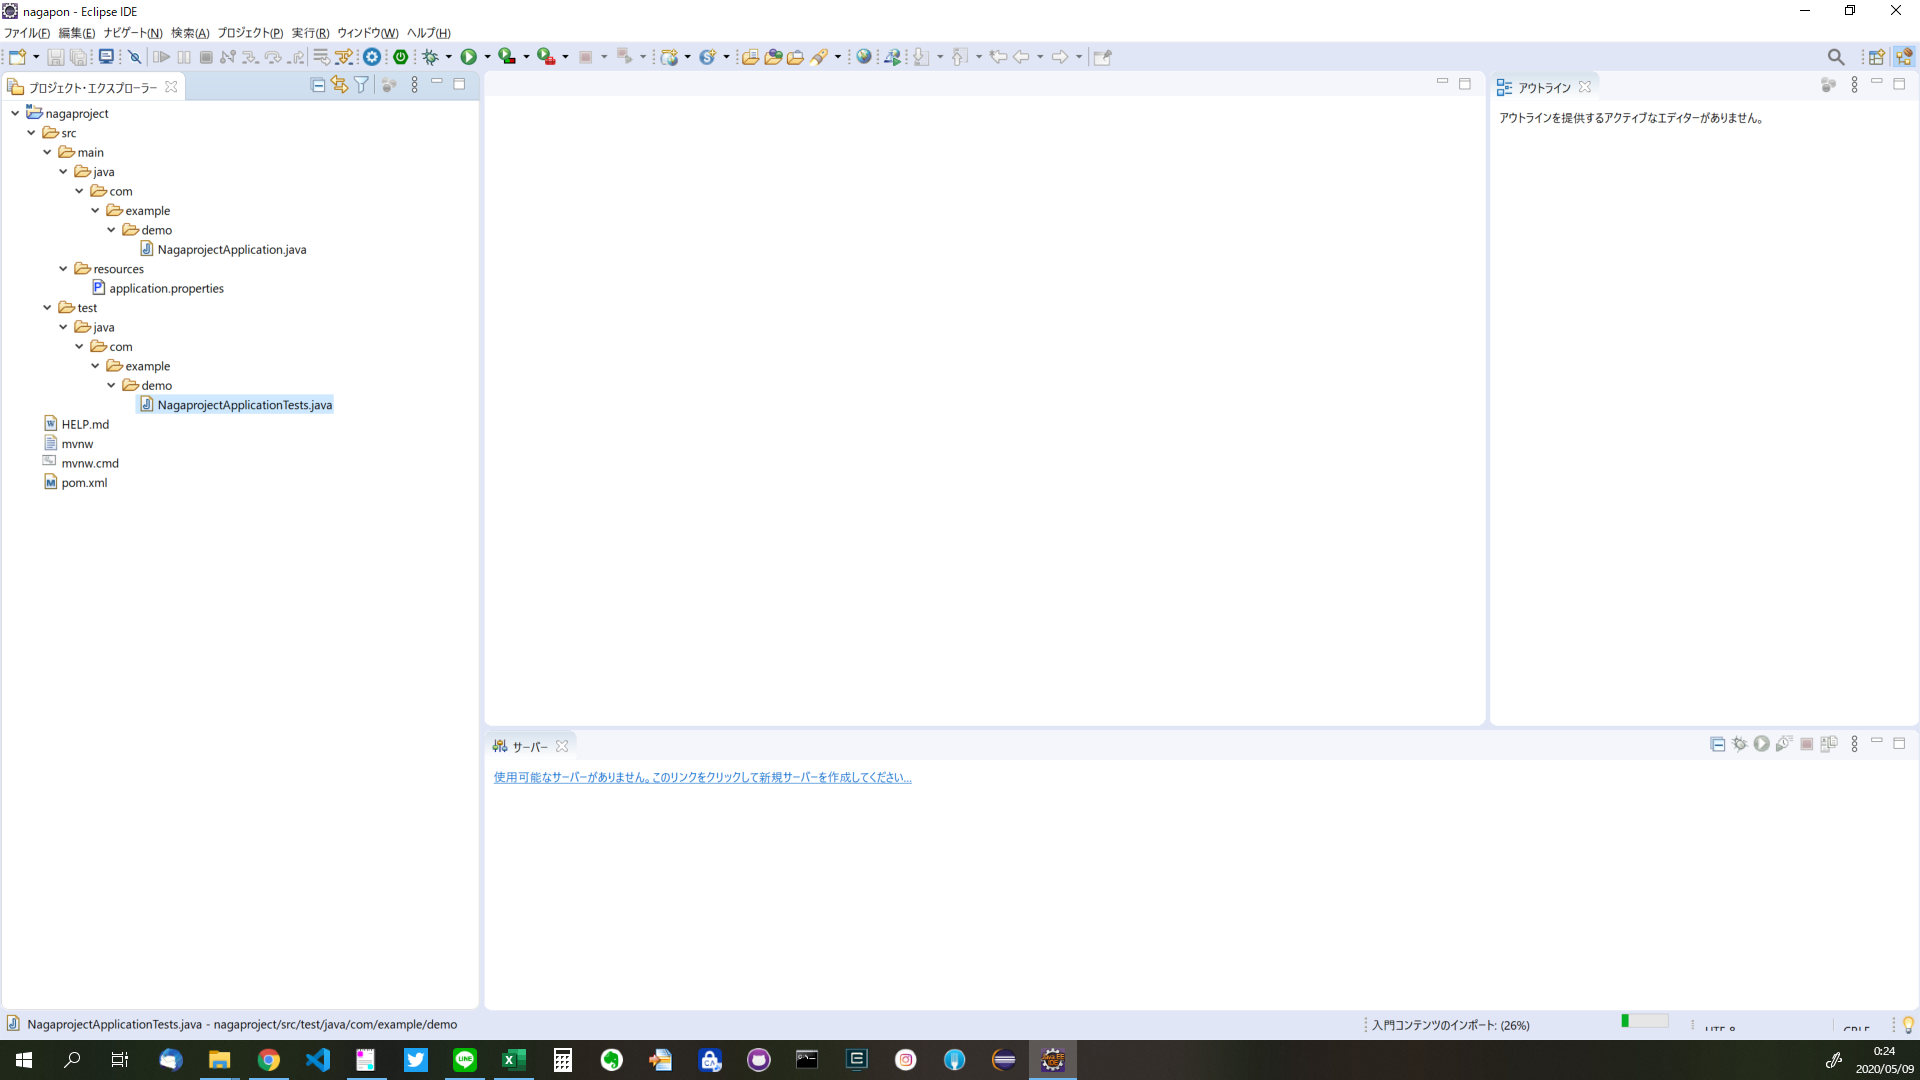 nagapon - Eclipse IDE
ファイル(F) 編集(E) ナビゲート(N) 検索(A) プロジェクト(P) 実行(R) ウィンドウ(W) ヘルプ(H)
プロジェクト・エクスプローラー
アウトライン
アウトラインを提供するアクティブなエディターがありません。
nagaproject
src
main
java
com
example
demo
NagaprojectApplication.java
resources
application.properties
test
java
com
example
demo
NagaprojectApplicationTests.java
HELP.md
mvnw
mvnw.cmd
pom.xml
サーバー
使用可能なサーバーがありません。このリンクをクリックして新規サーバーを作成してください...
NagaprojectApplicationTests.java - nagaproject/src/test/java/com/example/demo
入門コンテンツのインポート: (26%)
0:24
2020/05/09